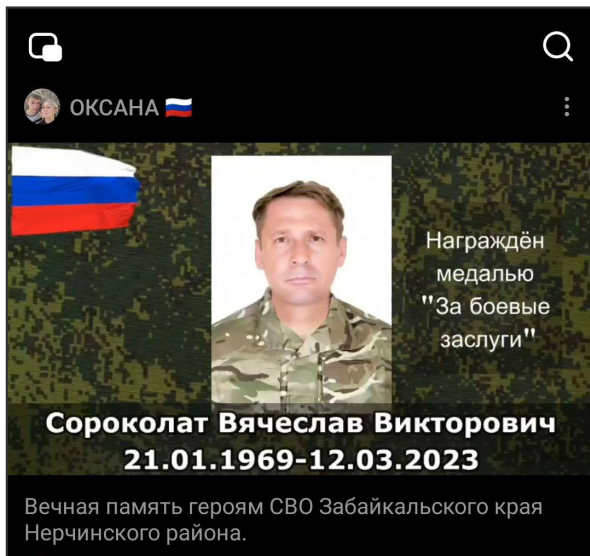 ОКСАНА
Награждён
медалью
"За боевые
заслуги"
Сороколат Вячеслав Викторович
21.01.1969-12.03.2023
Вечная память героям СВО Забайкальского края
Нерчинского района.